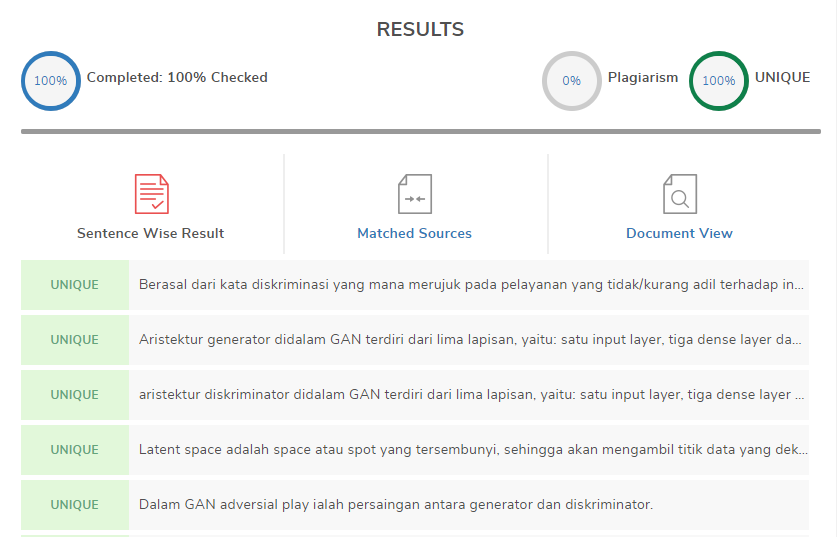 RESULTS
100% Completed: 100% Checked 0% Plagiarism 100% UNIQUE
Sentence Wise Result Matched Sources Document View
UNIQUE Berasal dari kata diskriminasi yang mana merujuk pada pelayanan yang tidak/kurang adil terhadap in...
UNIQUE Aristektur generator didalam GAN terdiri dari lima lapisan, yaitu: satu input layer, tiga dense layer da...
UNIQUE aristektur diskriminator didalam GAN terdiri dari lima lapisan, yaitu: satu input layer, tiga dense layer ...
UNIQUE Latent space adalah space atau spot yang tersembunyi, sehingga akan mengambil titik data yang dek...
UNIQUE Dalam GAN adversial play ialah persaingan antara generator dan diskriminator.